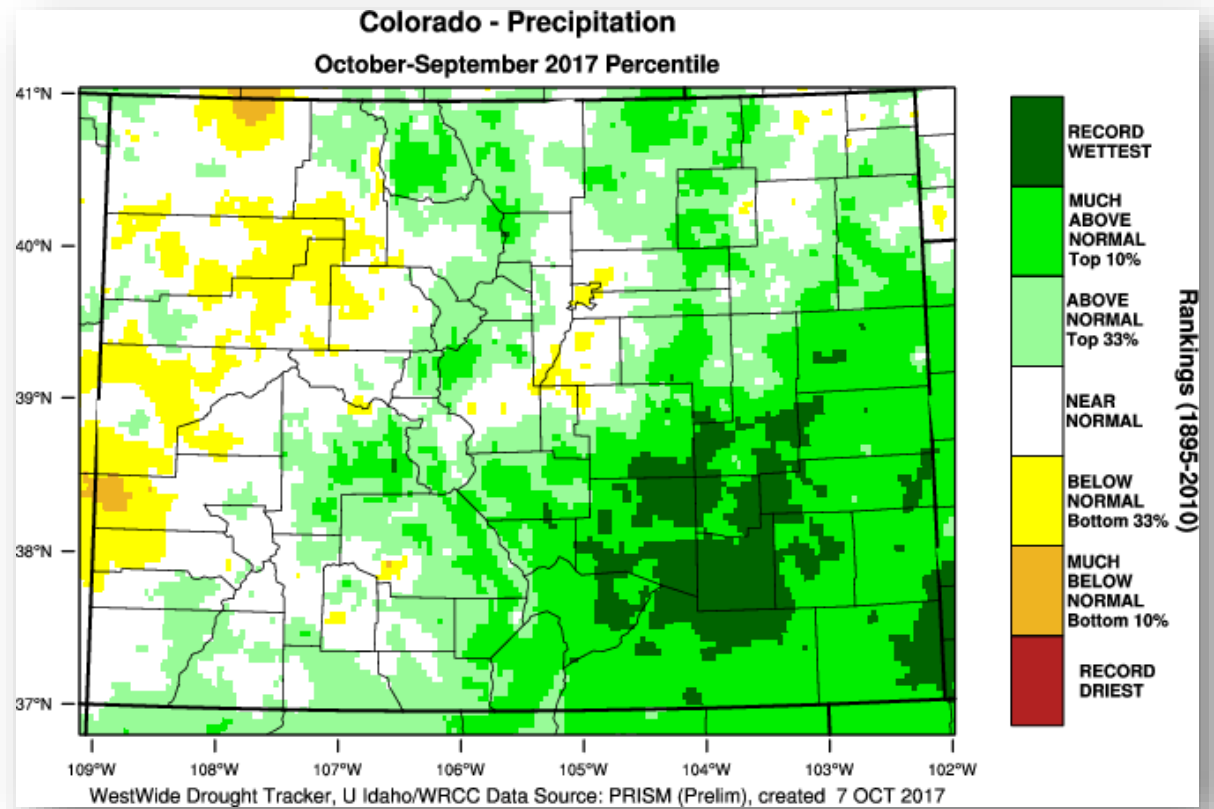 Colorado - Precipitation
October-September 2017 Percentile
41°N
40°N
39°N
38°N
37°N
109°W 108°W 107°W 106°W 105°W 104°W 103°W 102°W
RECORD
WETTEST
MUCH
ABOVE
NORMAL
Top 10%
ABOVE
NORMAL
Top 33%
NEAR
NORMAL
BELOW
NORMAL
Bottom 33%
MUCH
BELOW
NORMAL
Bottom 10%
RECORD
DRIEST
Rankings (1895-2010)
WestWide Drought Tracker, U Idaho/WRCC Data Source: PRISM (Prelim), created 7 OCT 2017